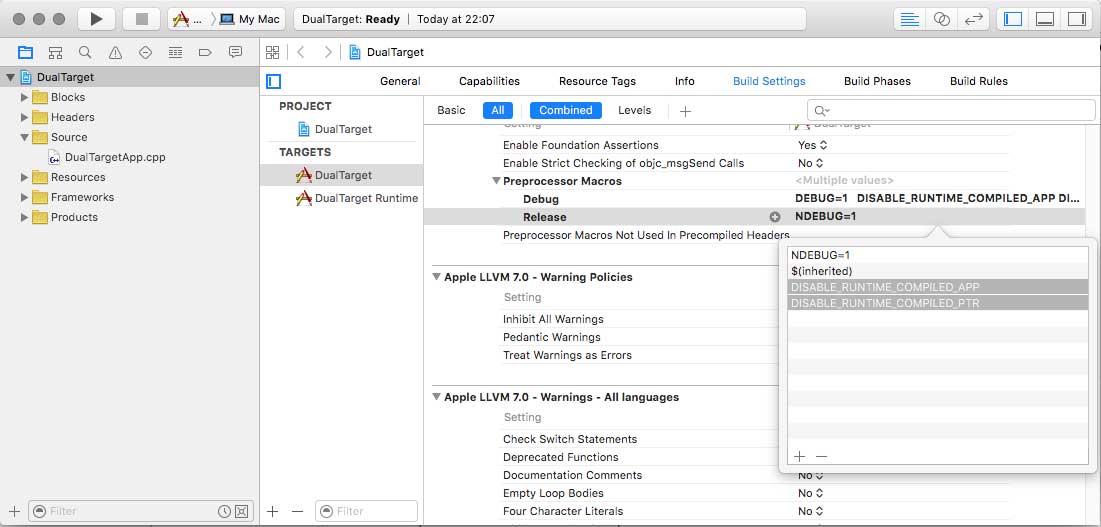 ... My Mac DualTarget: Ready | Today at 22:07
DualTarget
DualTarget
Blocks
Headers
Source
DualTargetApp.cpp
Resources
Frameworks
Products
Filter
General Capabilities Resource Tags Info Build Settings Build Phases Build Rules
PROJECT
DualTarget
TARGETS
DualTarget
DualTarget Runtime
Filter
Basic All Combined Levels
Setting DualTarget
Enable Foundation Assertions Yes
Enable Strict Checking of objc_msgSend Calls No
Preprocessor Macros <Multiple values>
Debug DEBUG=1 DISABLE_RUNTIME_COMPILED_APP DI...
Release NDEBUG=1
Preprocessor Macros Not Used In Precompiled Headers
Apple LLVM 7.0 - Warning Policies
Setting
Inhibit All Warnings
Pedantic Warnings
Treat Warnings as Errors
Apple LLVM 7.0 - Warnings - All languages
Setting
Check Switch Statements
Deprecated Functions
Documentation Comments No
Empty Loop Bodies No
Four Character Literals No
NDEBUG=1
$(inherited)
DISABLE_RUNTIME_COMPILED_APP
DISABLE_RUNTIME_COMPILED_PTR